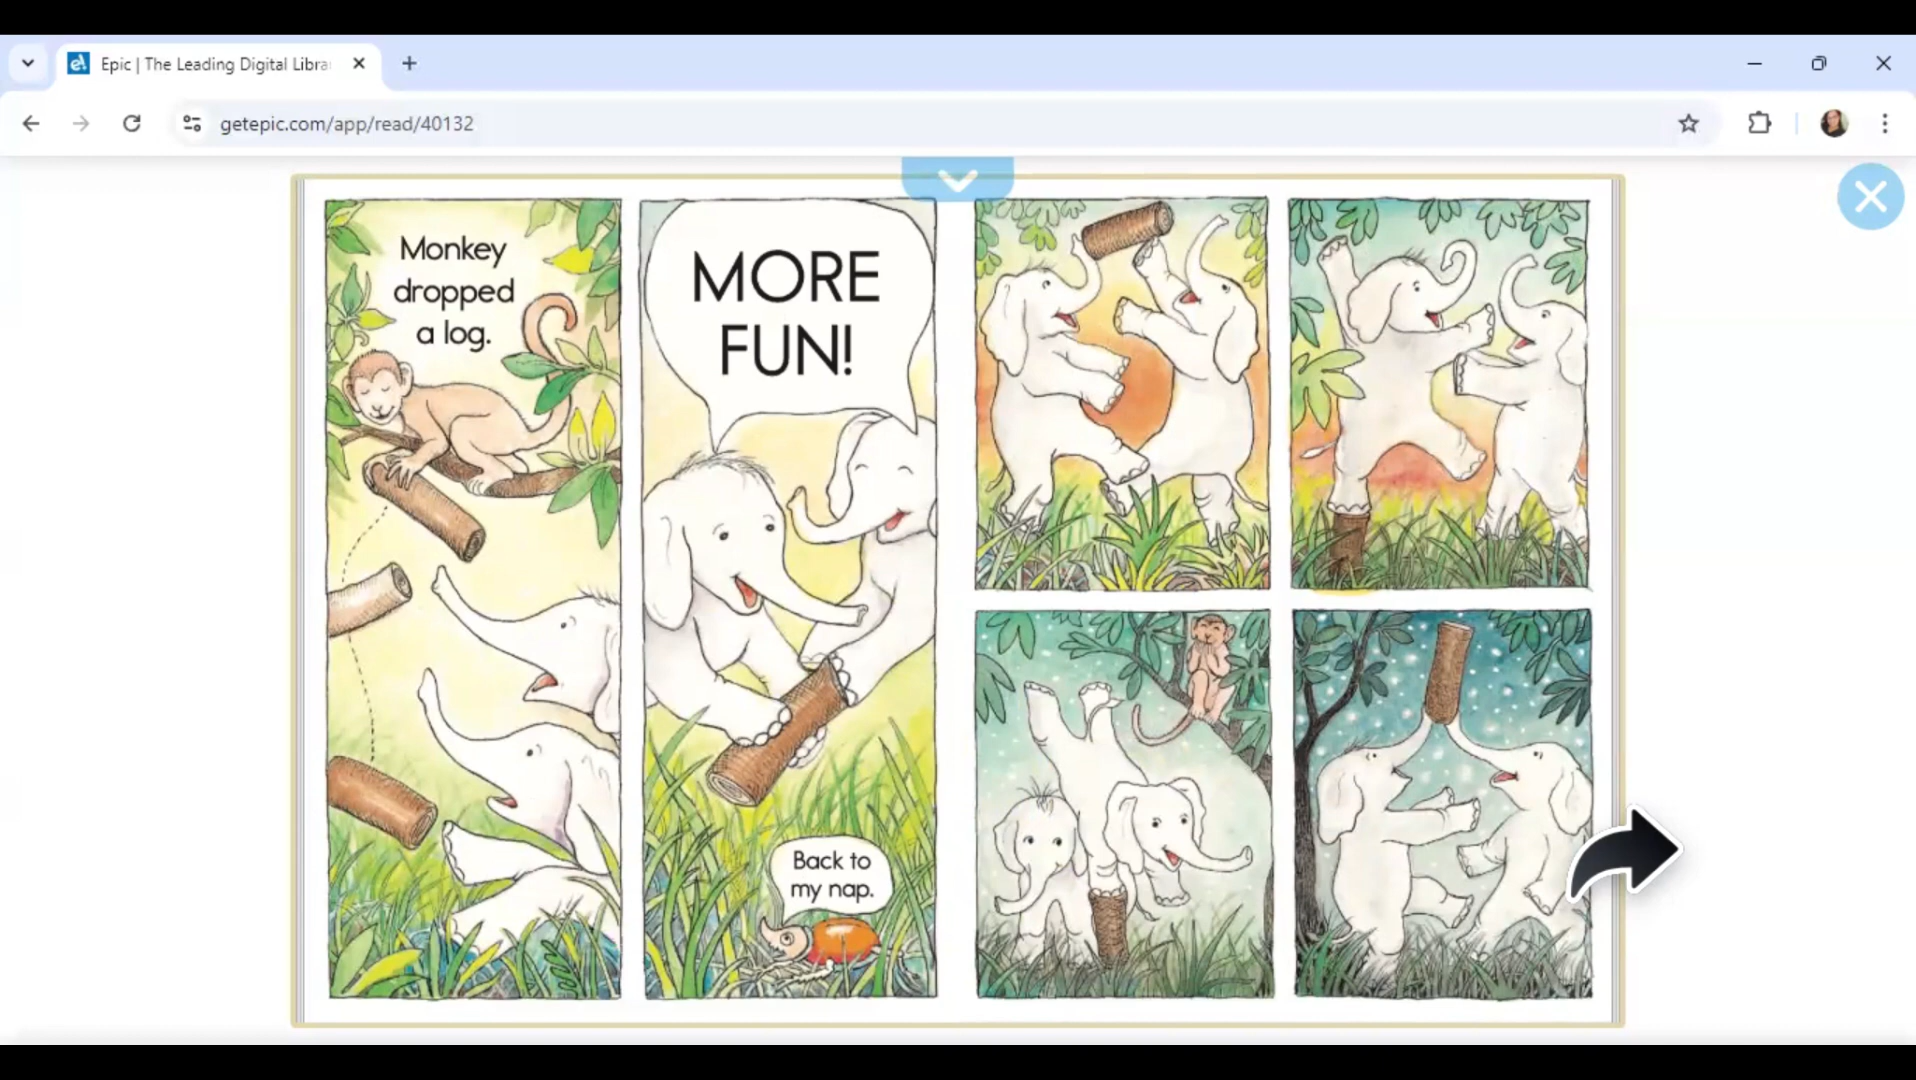 Epic | The Leading Digital Libra
getepic.com/app/read/40132
Monkey
dropped
a log.
MORE
FUN!
Back to
my nap.